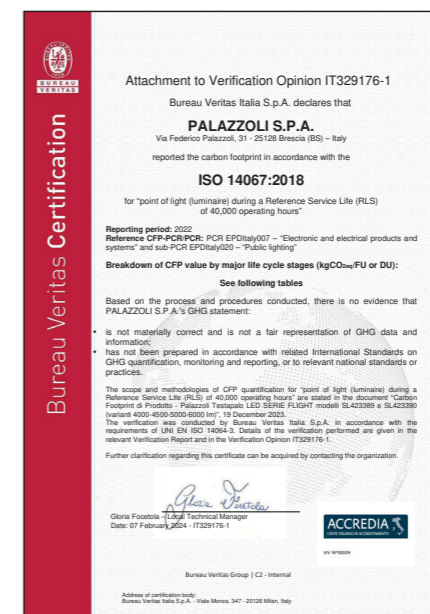 BUREAU
VERITAS
Bureau Veritas Certification
Attachment to Verification Opinion IT329176-1
Bureau Veritas Italia S.p.A. declares that
PALAZZOLI S.P.A.
Via Federico Palazzoli, 31 - 25128 Brescia (BS) – Italy
reported the carbon footprint in accordance with the
ISO 14067:2018
for “point of light (luminaire) during a Reference Service Life (RLS)
of 40,000 operating hours”
Reporting period: 2022
Reference CFP-PCR/PCR: PCR EPDItaly007 – “Electronic and electrical products and
systems” and sub-PCR EPDItaly020 – “Public lighting”
Breakdown of CFP value by major life cycle stages (kgCO2eq/FU or DU):
See following tables
Based on the process and procedures conducted, there is no evidence that
PALAZZOLI S.P.A.'s GHG statement:
• is not materially correct and is not a fair representation of GHG data and
information;
• has not been prepared in accordance with related International Standards on
GHG quantification, monitoring and reporting, or to relevant national standards or
practices.
The scope and methodologies of CFP quantification for “point of light (luminaire) during a
Reference Service Life (RLS) of 40,000 operating hours” are stated in the document “Carbon
Footprint di Prodotto - Palazzoli Testapalo LED SERIE FLIGHT modelli SL423389 e SL423390
(varianti 4000-4500-5000-6000 lm)”, 19 December 2023.
The verification was conducted by Bureau Veritas Italia S.p.A. in accordance with the
requirements of UNI EN ISO 14064-3. Details of the verification performed are given in the
relevant Verification Report and in the Verification Opinion IT329176-1.
Further clarification regarding this certificate can be acquired by contacting the organization.
Gloria Focetola
Gloria Focetola – Local Technical Manager
Date: 07 February 2024 - IT329176-1
ACCREDIA
L'ENTE ITALIANO DI ACCREDITAMENTO
VV N°0009
Bureau Veritas Group | C2 - Internal
Address of certification body:
Bureau Veritas Italia S.p.A. - Viale Monza, 347 - 20126 Milan, Italy